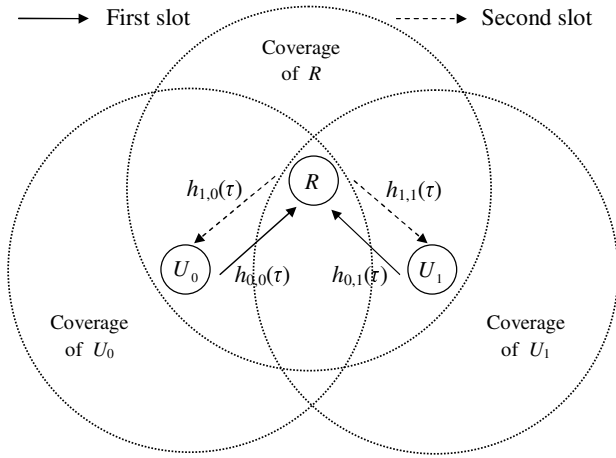 First slot
Second slot
Coverage
of R
h1,0(τ)
R
h1,1(τ)
U0
h0,0(τ)
h0,1(τ)
U1
Coverage
of U0
Coverage
of U1